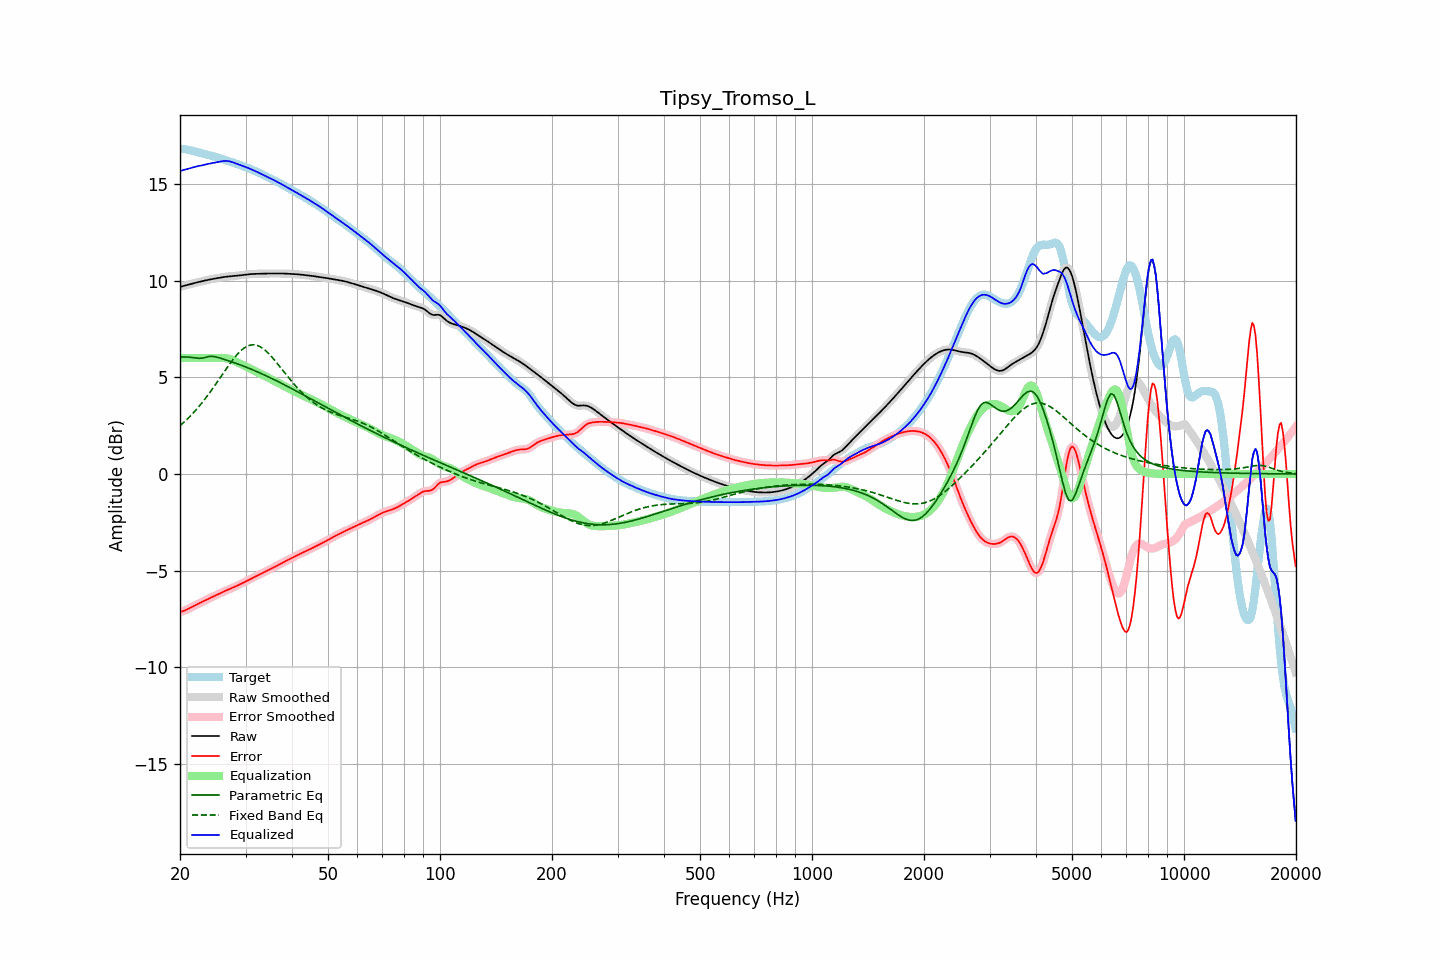 Tipsy_Tromso_L
Amplitude (dBr)
15
10
5
0
−5
−10
−15
Target
Raw Smoothed
Error Smoothed
Raw
Error
Equalization
Parametric Eq
Fixed Band Eq
Equalized
20 50 100 200 500 1000 2000 5000 10000 20000
Frequency (Hz)